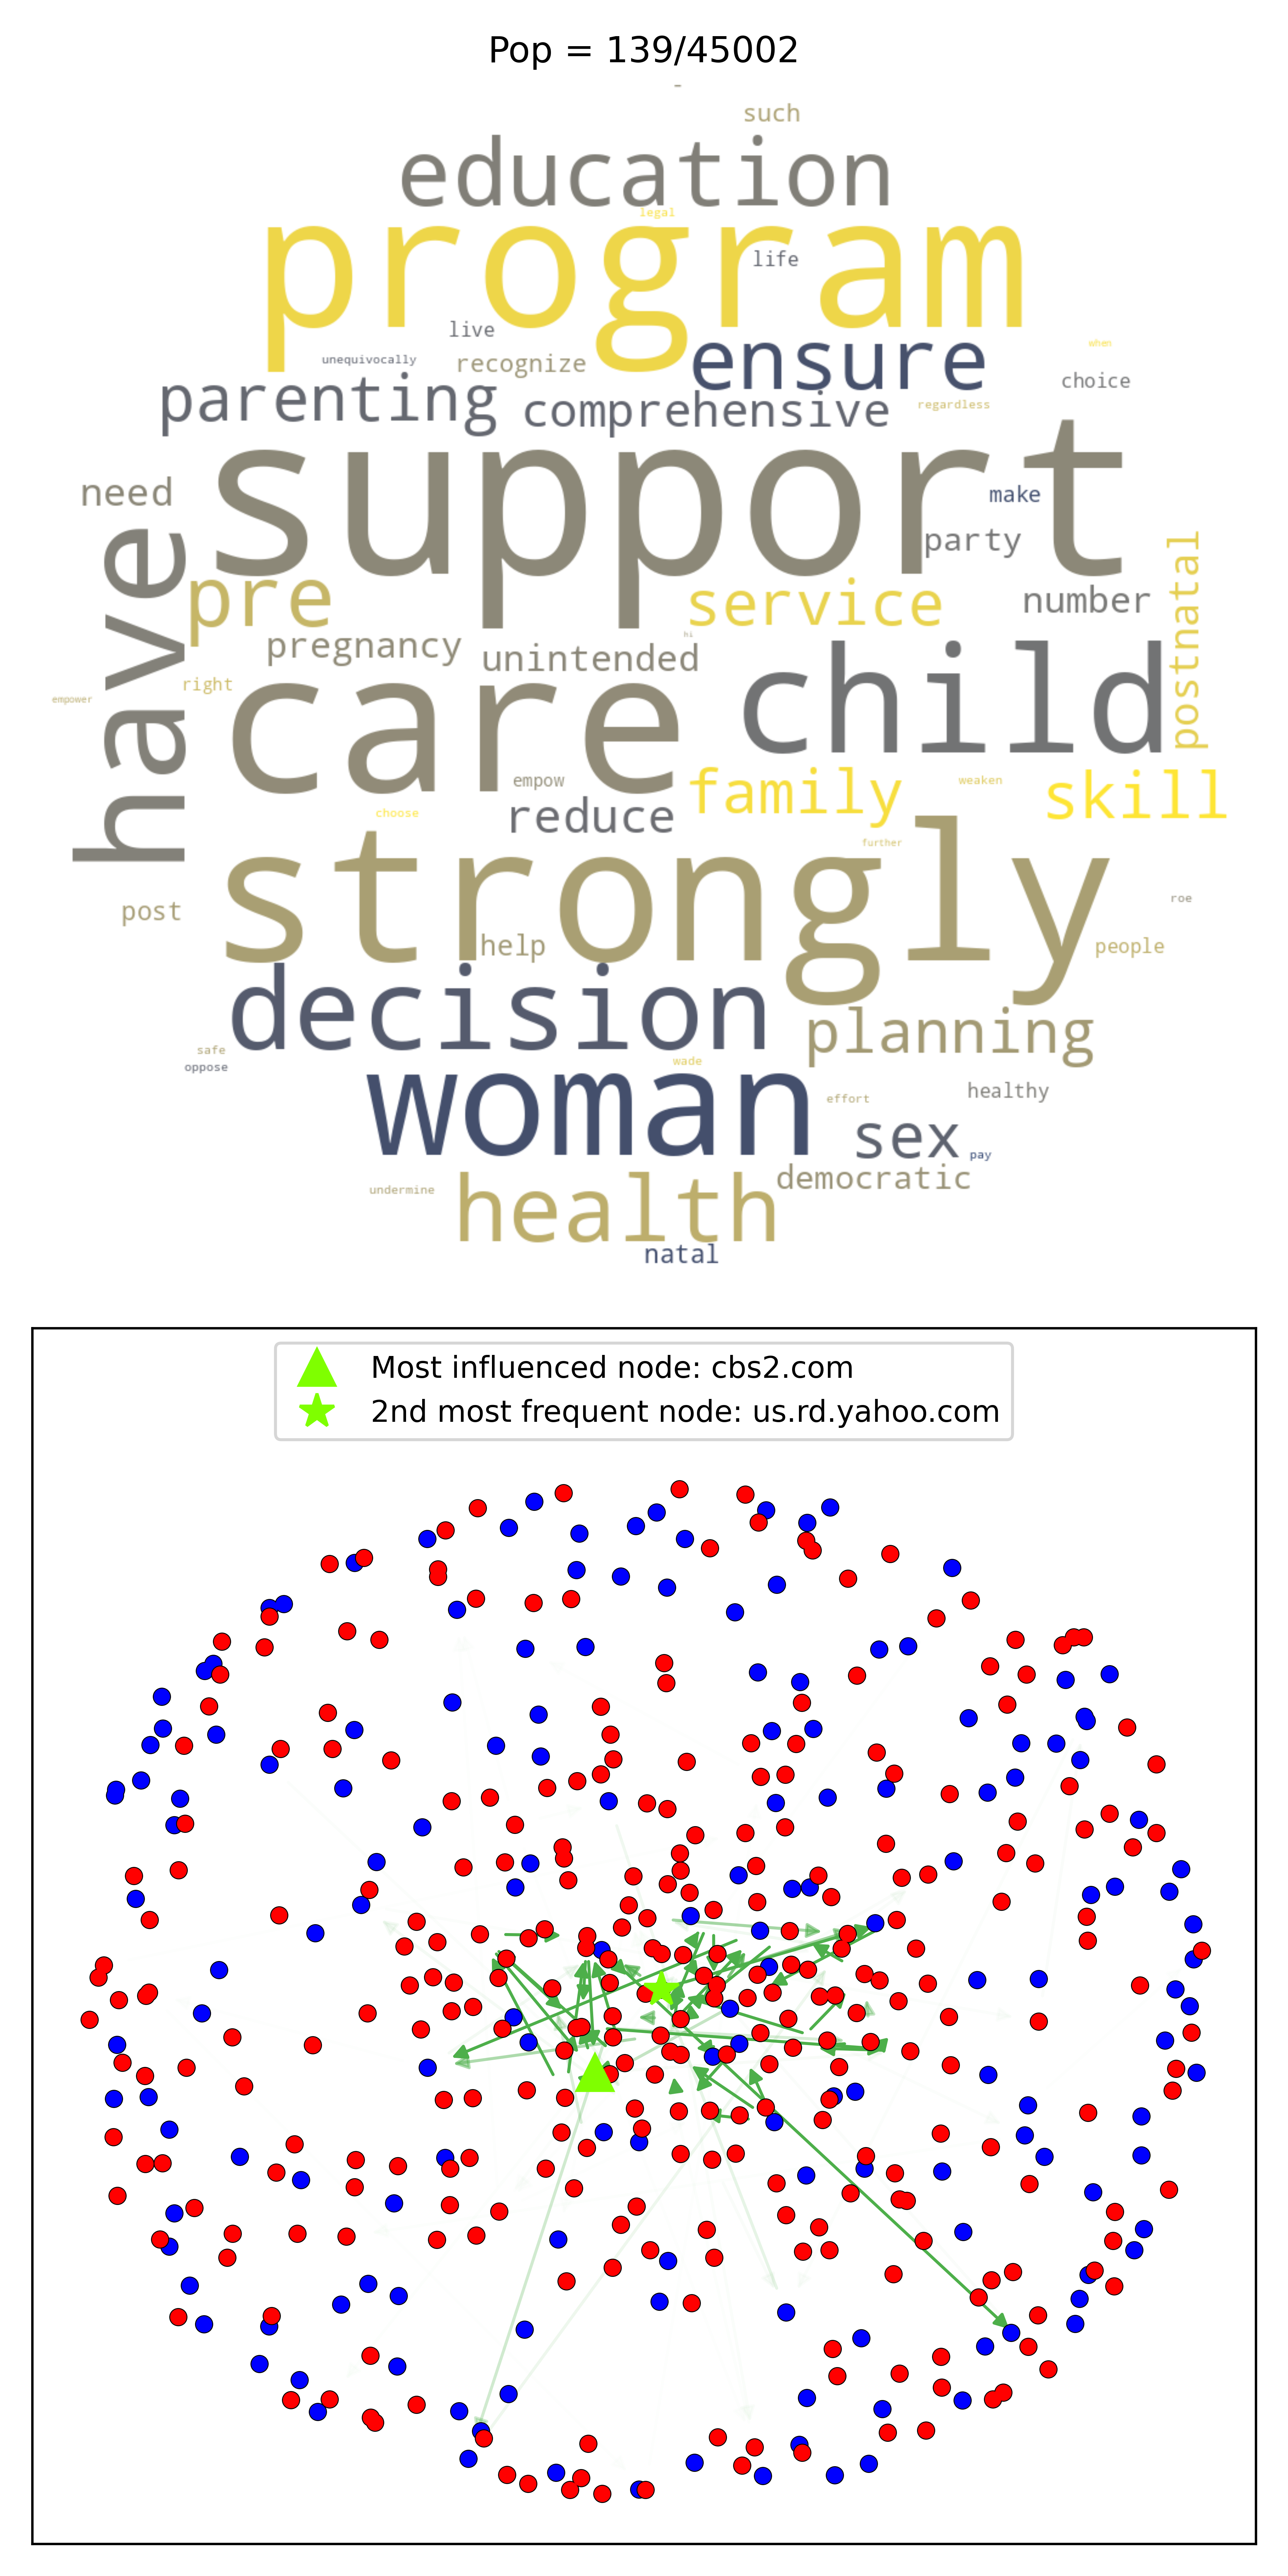 Pop = 139/45002
-
such
education
legal
program
life
live
when
unequivocally
recognize
ensure
choice
parenting
comprehensive
regardless
support
need
make
party
have
pre
service
number
postnatal
hi
pregnancy
unintended
right
care
child
empower
empow
family
weaken
skill
choose
reduce
further
strongly
roe
post
help
people
decision
planning
safe
oppose
wade
woman
effort
healthy
sex
pay
undermine
health
democratic
natal
Most influenced node: cbs2.com
2nd most frequent node: us.rd.yahoo.com